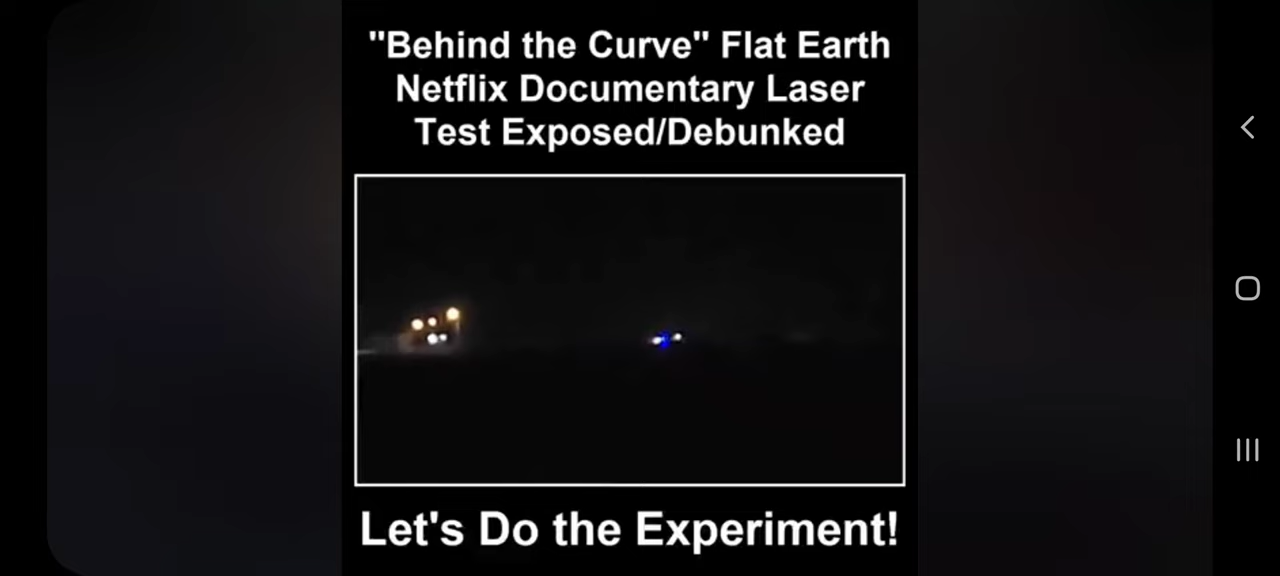 "Behind the Curve" Flat Earth
Netflix Documentary Laser
Test Exposed/Debunked
Let's Do the Experiment!